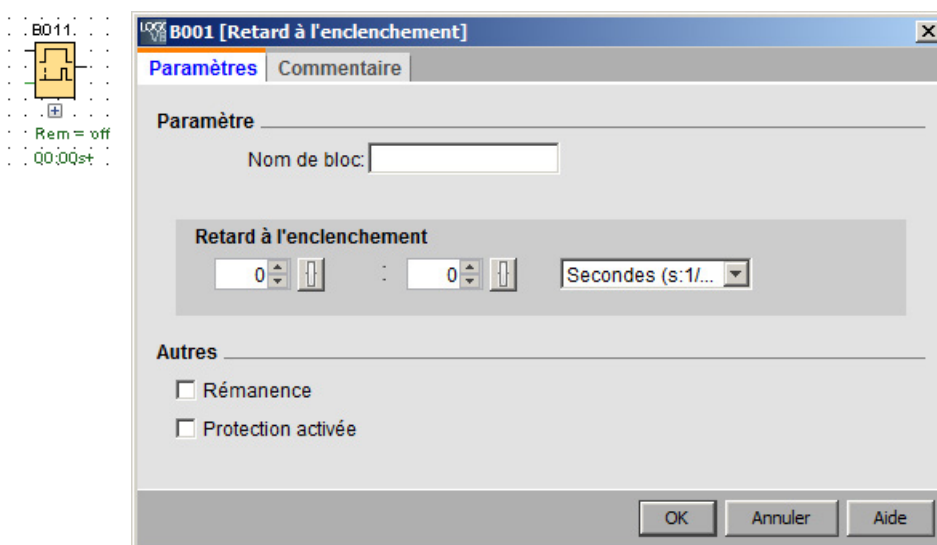 B011
Rem = off
00:00s+
LOGO!
B001 [Retard à l'enclenchement]
Paramètres
Commentaire
Paramètre
Nom de bloc:
Retard à l'enclenchement
0 : 0 Secondes (s:1/...
Autres
Rémanence
Protection activée
OK Annuler Aide